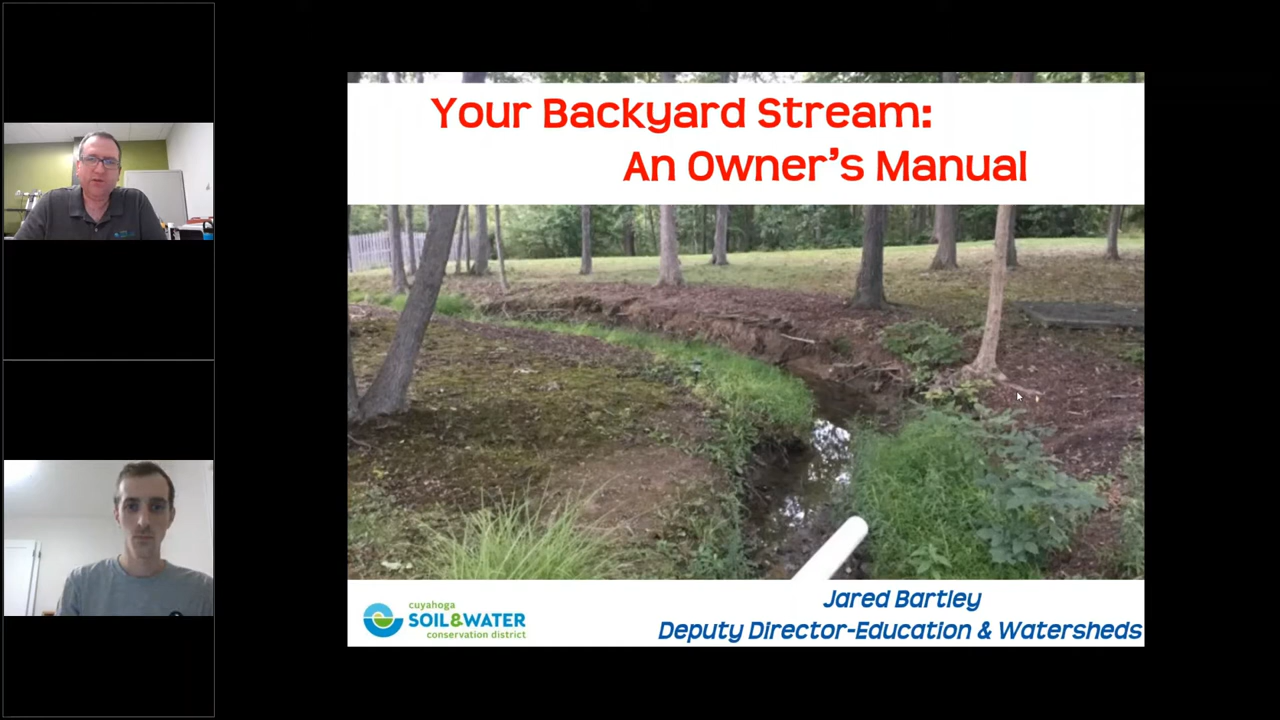 Your Backyard Stream:
An Owner's Manual
cuyahoga
SOIL&WATER
conservation district
Jared Bartley
Deputy Director-Education & Watersheds